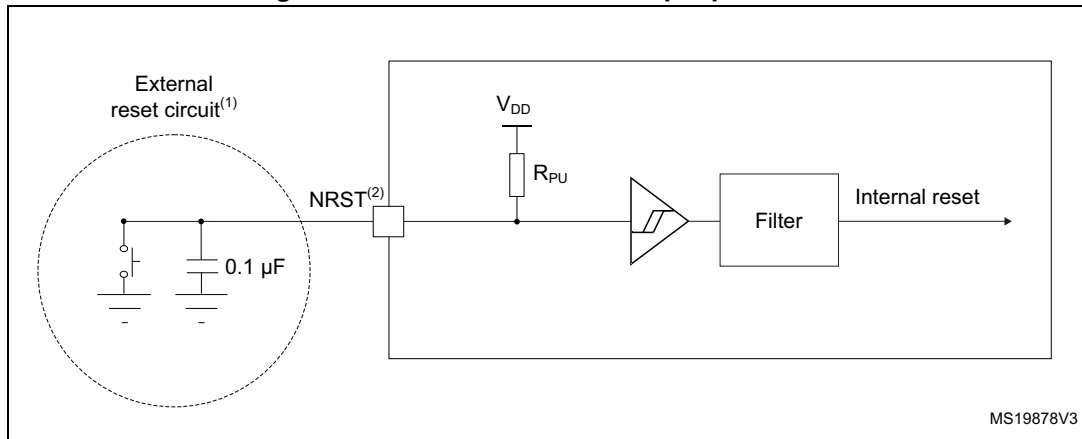 External
reset circuit(1)
VDD
RPU
NRST(2)
Filter
Internal reset
0.1 µF
MS19878V3